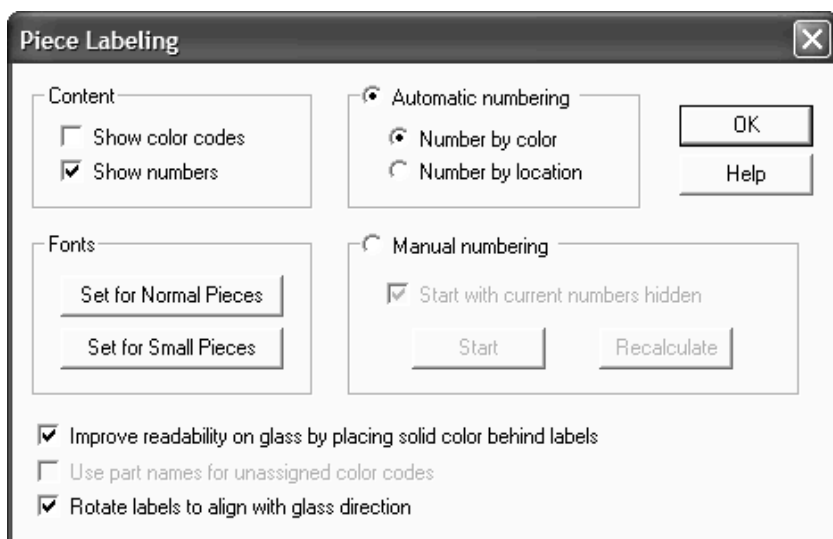 Piece Labeling
Content
Show color codes
Show numbers
Automatic numbering
Number by color
Number by location
OK
Help
Fonts
Set for Normal Pieces
Set for Small Pieces
Manual numbering
Start with current numbers hidden
Start
Recalculate
Improve readability on glass by placing solid color behind labels
Use part names for unassigned color codes
Rotate labels to align with glass direction